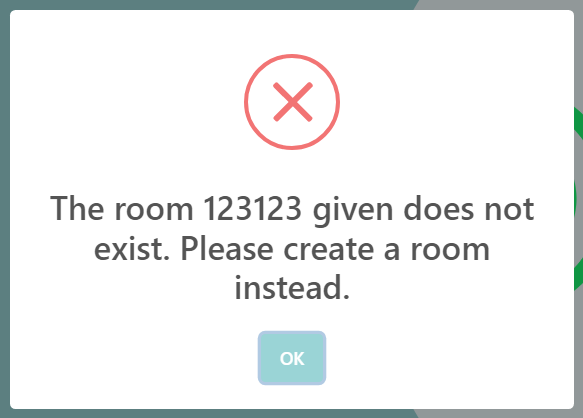 The room 123123 given does not
exist. Please create a room
instead.
OK